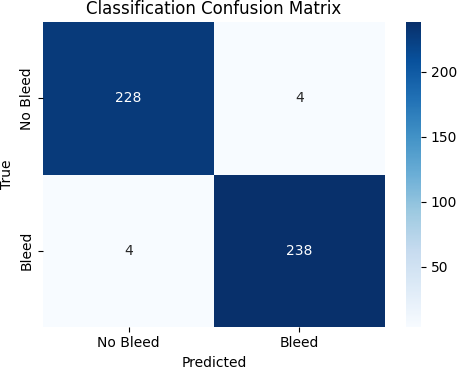 Classification Confusion Matrix
True
No Bleed
228
4
Bleed
4
238
No Bleed
Bleed
Predicted
200
150
100
50